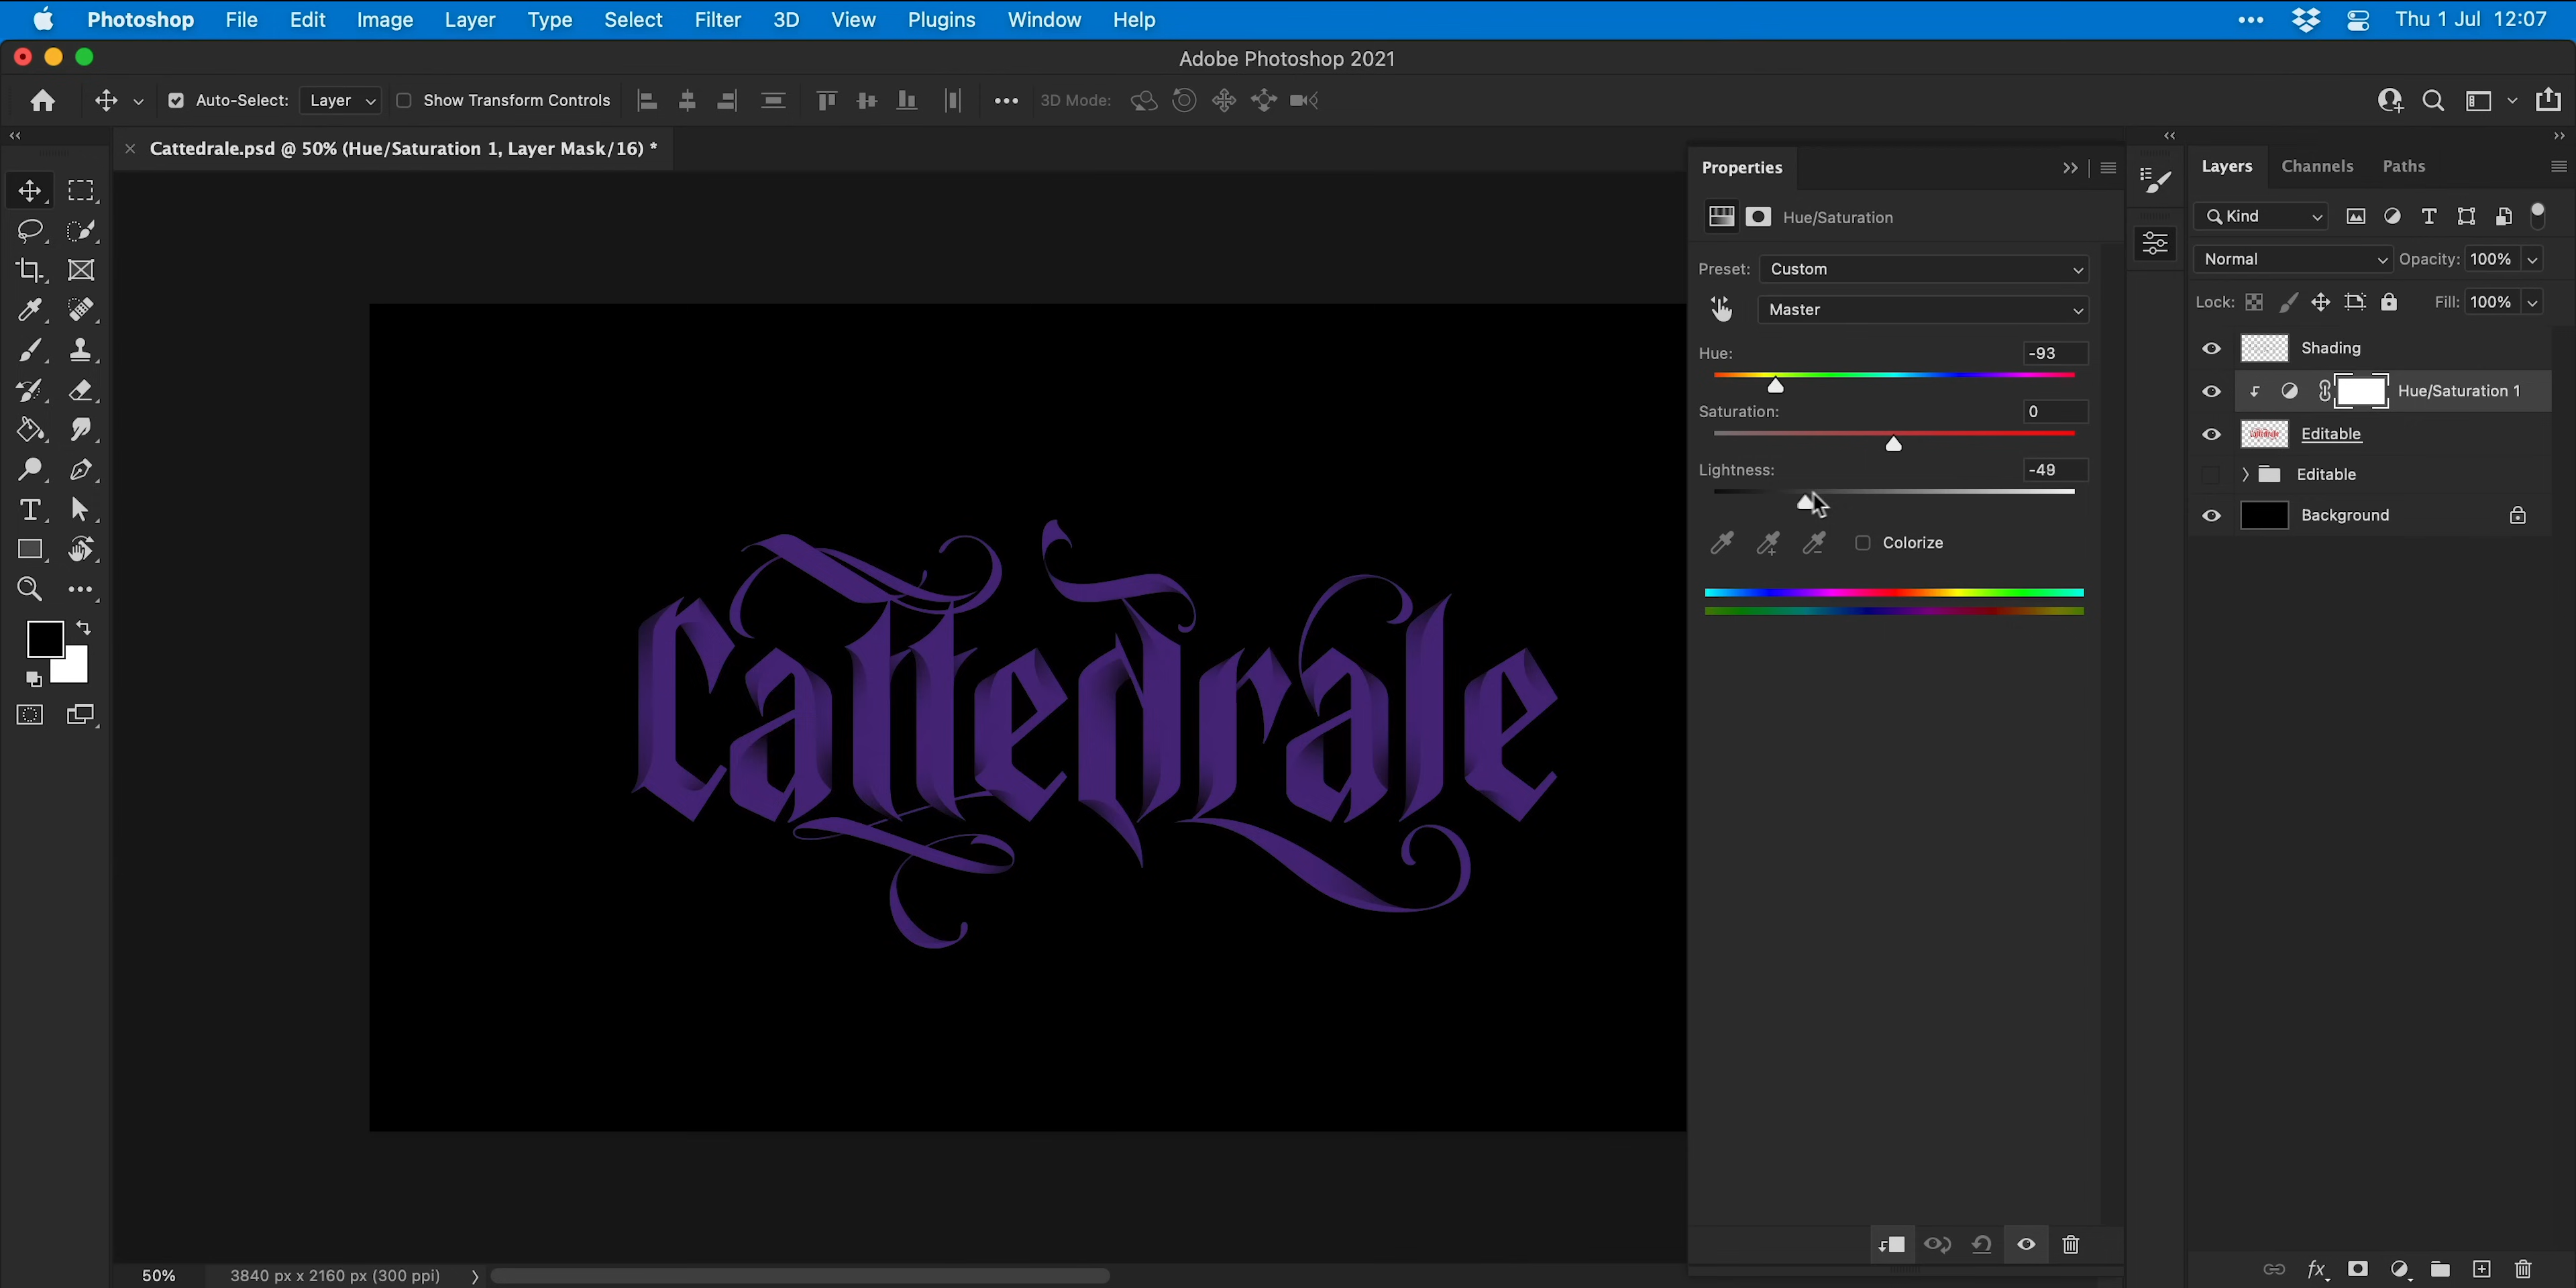 Photoshop File Edit Image Layer Type Select Filter 3D View Plugins Window Help Thu 1 Jul 12:07
Adobe Photoshop 2021
Auto-Select: Layer Show Transform Controls 3D Mode:
Cattedrale.psd @ 50% (Hue/Saturation 1, Layer Mask/16) *
Cattedrale
Properties
Hue/Saturation
Preset: Custom
Master
Hue: -93
Saturation: 0
Lightness: -49
Colorize
Layers Channels Paths
Kind
Normal Opacity: 100%
Lock: Fill: 100%
Shading
Hue/Saturation 1
Editable
Editable
Background
50% 3840 px x 2160 px (300 ppi)
fx